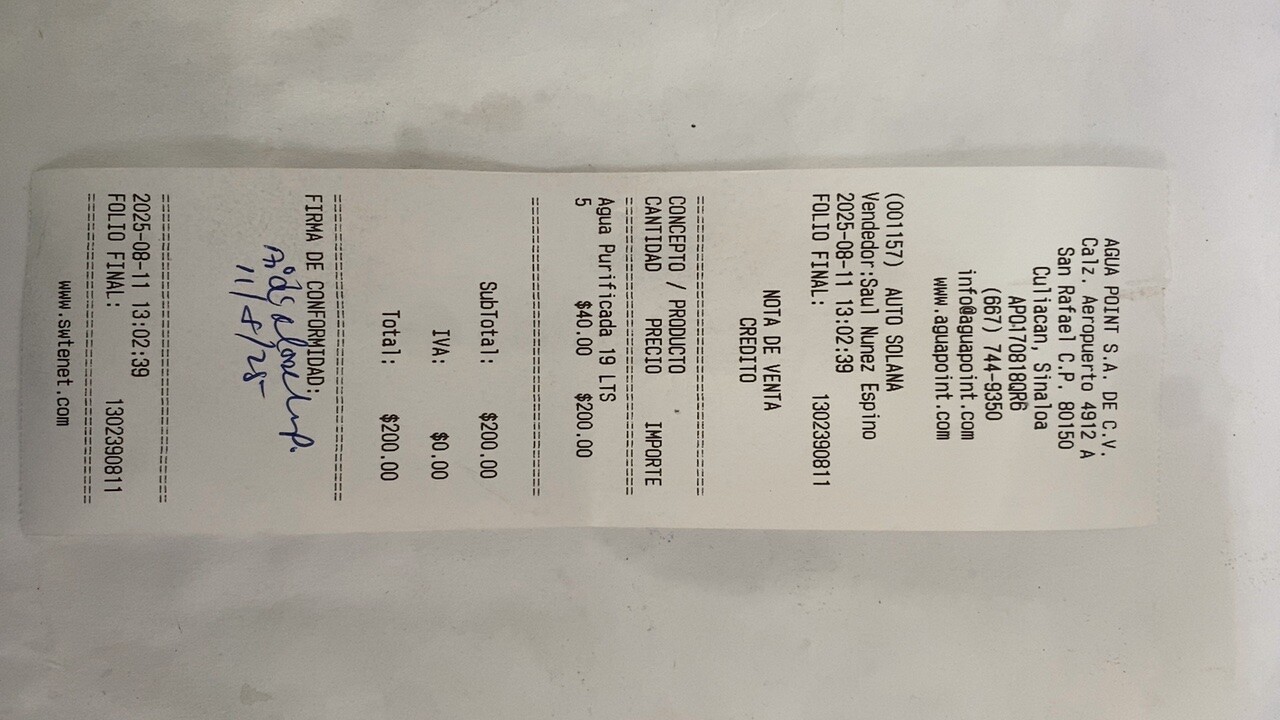 AGUA POINT S.A. DE C.V.
Calz. Aeropuerto 4912 A
San Rafael C.P. 80150
Culiacan, Sinaloa
APO170818QR6
(667) 744-9350
info@aguapoint.com
www.aguapoint.com
(001157) AUTO SOLANA
Vendedor:Saul Nunez Espino
2025-08-11 13:02:39
FOLIO FINAL: 1302390811
NOTA DE VENTA
CREDITO
================================
CONCEPTO / PRODUCTO
CANTIDAD PRECIO IMPORTE
================================
Agua Purificada 19 LTS
5 $40.00 $200.00
================================
SubTotal: $200.00
IVA: $0.00
Total: $200.00
================================
FIRMA DE CONFORMIDAD:
11/8/25
================================
2025-08-11 13:02:39
FOLIO FINAL: 1302390811
================================
www.swtenet.com